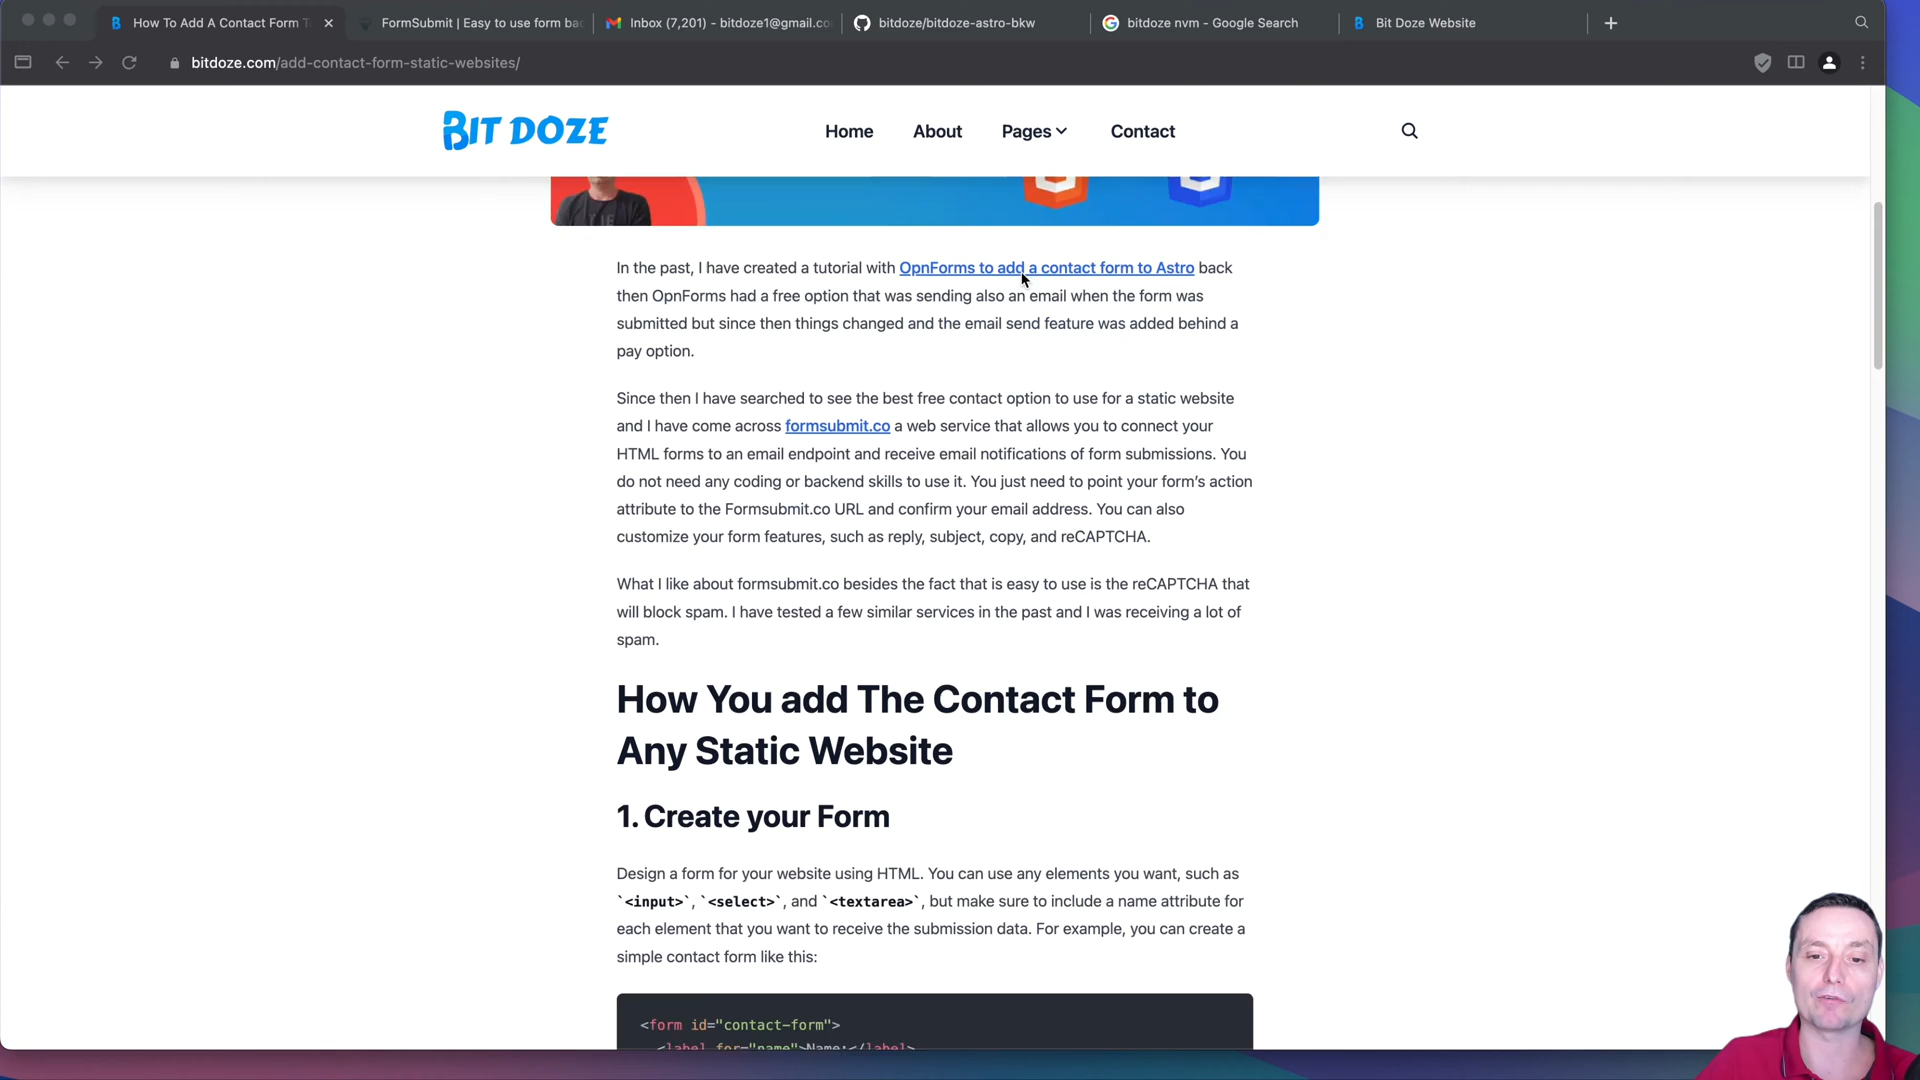 How To Add A Contact Form T
FormSubmit | Easy to use form bac
Inbox (7,201) - bitdoze1@gmail.co
bitdoze/bitdoze-astro-bkw
bitdoze nvm - Google Search
Bit Doze Website
bitdoze.com/add-contact-form-static-websites/
BIT DOZE
Home
About
Pages
Contact
In the past, I have created a tutorial with OpnForms to add a contact form to Astro back
then OpnForms had a free option that was sending also an email when the form was
submitted but since then things changed and the email send feature was added behind a
pay option.
Since then I have searched to see the best free contact option to use for a static website
and I have come across formsubmit.co a web service that allows you to connect your
HTML forms to an email endpoint and receive email notifications of form submissions. You
do not need any coding or backend skills to use it. You just need to point your form’s action
attribute to the Formsubmit.co URL and confirm your email address. You can also
customize your form features, such as reply, subject, copy, and reCAPTCHA.
What I like about formsubmit.co besides the fact that is easy to use is the reCAPTCHA that
will block spam. I have tested a few similar services in the past and I was receiving a lot of
spam.
How You add The Contact Form to
Any Static Website
1. Create your Form
Design a form for your website using HTML. You can use any elements you want, such as
`<input>`, `<select>`, and `<textarea>`, but make sure to include a name attribute for
each element that you want to receive the submission data. For example, you can create a
simple contact form like this:
<form id="contact-form">
<label for="name">Name:</label>